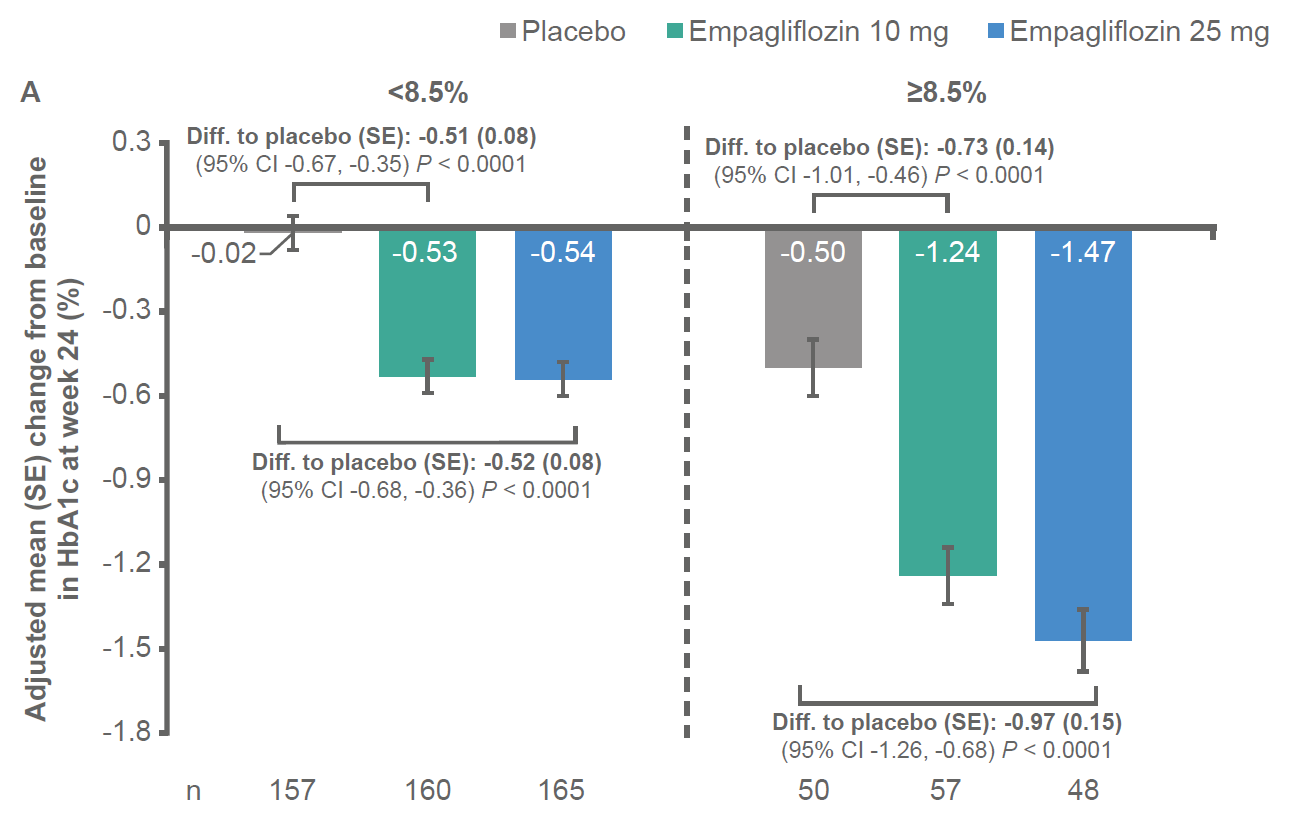 Placebo Empagliflozin 10 mg Empagliflozin 25 mg
A
<8.5%
≥8.5%
Diff. to placebo (SE): -0.51 (0.08)
(95% CI -0.67, -0.35) P < 0.0001
Diff. to placebo (SE): -0.73 (0.14)
(95% CI -1.01, -0.46) P < 0.0001
Adjusted mean (SE) change from baseline
in HbA1c at week 24 (%)
0.3
0
-0.3
-0.6
-0.9
-1.2
-1.5
-1.8
-0.02
-0.53
-0.54
-0.50
-1.24
-1.47
Diff. to placebo (SE): -0.52 (0.08)
(95% CI -0.68, -0.36) P < 0.0001
Diff. to placebo (SE): -0.97 (0.15)
(95% CI -1.26, -0.68) P < 0.0001
n 157 160 165 50 57 48